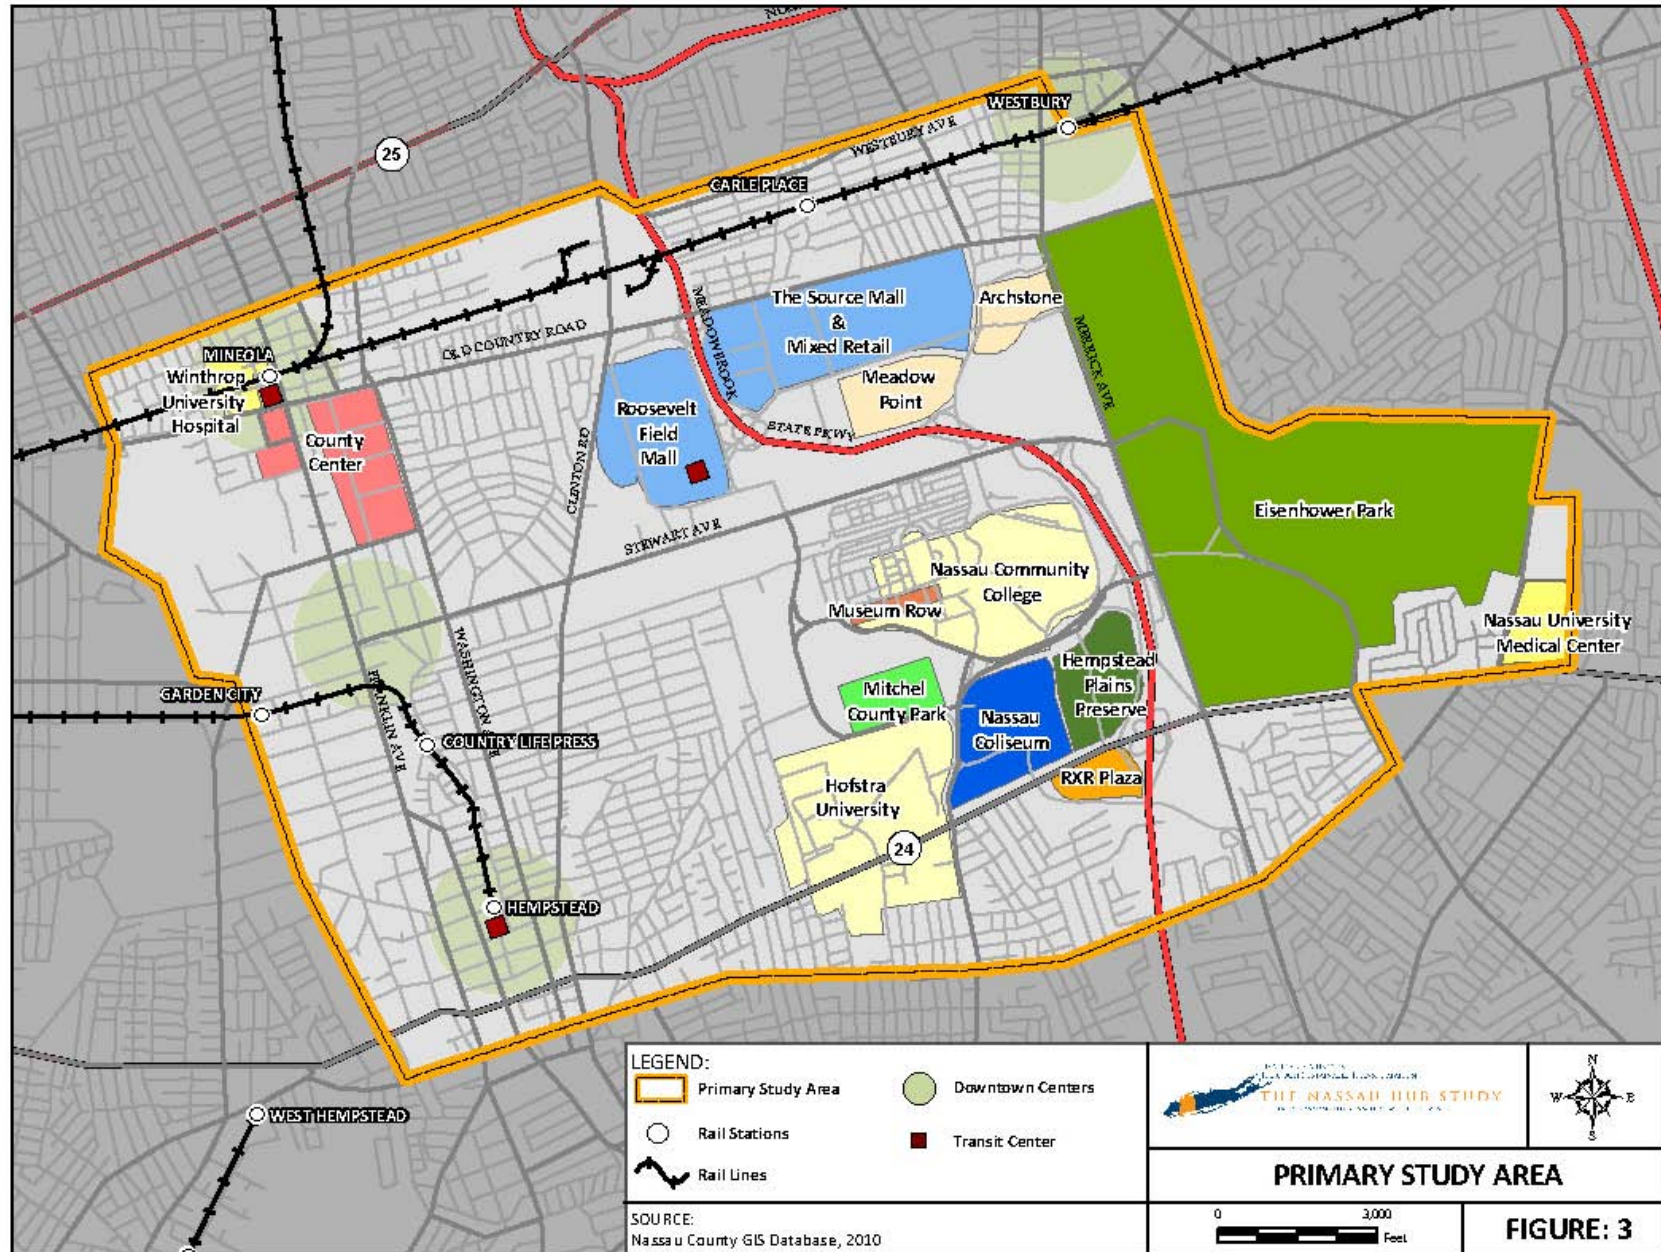 WESTBURY
WESTBURY AVE
25
CARLE PLACE
MINEOLA
Winthrop
University
Hospital
OLD COUNTRY ROAD
County
Center
MEADOWBROOK
STATE PKWY
The Source Mall
&
Mixed Retail
Archstone
Meadow
Point
MERRICK AVE
Roosevelt
Field
Mall
CLINTON RD
STEWART AVE
Eisenhower Park
Nassau Community
College
Museum Row
Nassau University
Medical Center
Hempstead
Plains
Preserve
Mitchel
County Park
Nassau
Coliseum
RXR Plaza
Hofstra
University
24
GARDEN CITY
COUNTRY LIFE PRESS
FRANKLIN AVE
WASHINGTON AVE
HEMPSTEAD
WEST HEMPSTEAD
LEGEND:
Primary Study Area
Downtown Centers
Rail Stations
Transit Center
Rail Lines
SOURCE:
Nassau County GIS Database, 2010
THE NASSAU HUB STUDY
N
W E
S
PRIMARY STUDY AREA
0 3,000
Feet
FIGURE: 3